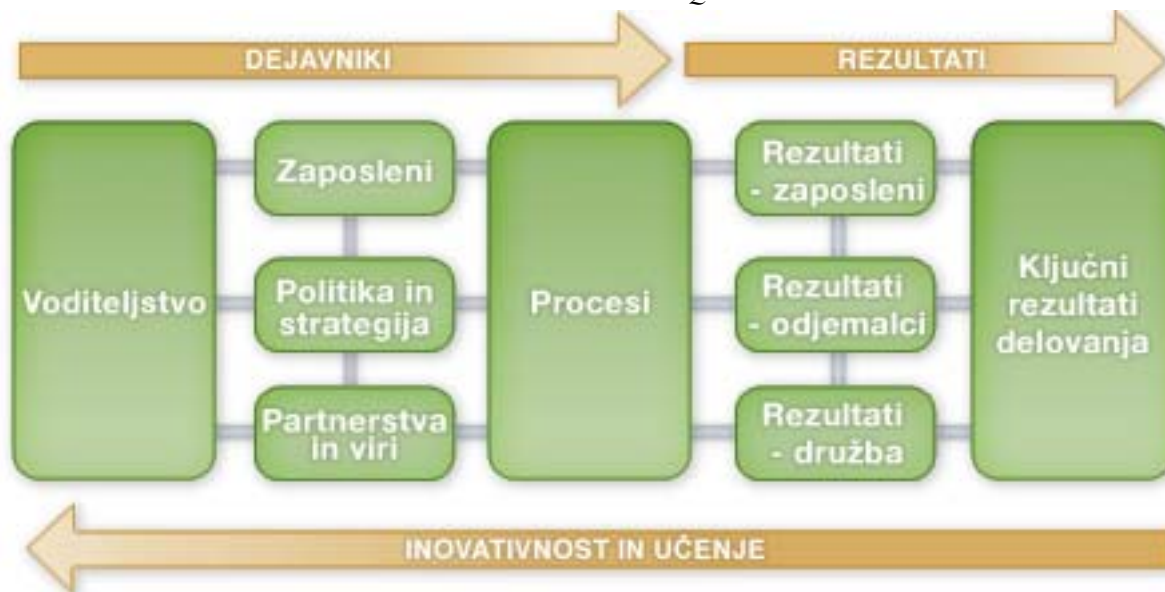 DEJAVNIKI
REZULTATI
Voditeljstvo
Zaposleni
Politika in
strategija
Partnerstva
in viri
Procesi
Rezultati
- zaposleni
Rezultati
- odjemalci
Rezultati
- družba
Ključni
rezultati
delovanja
INOVATIVNOST IN UČENJE